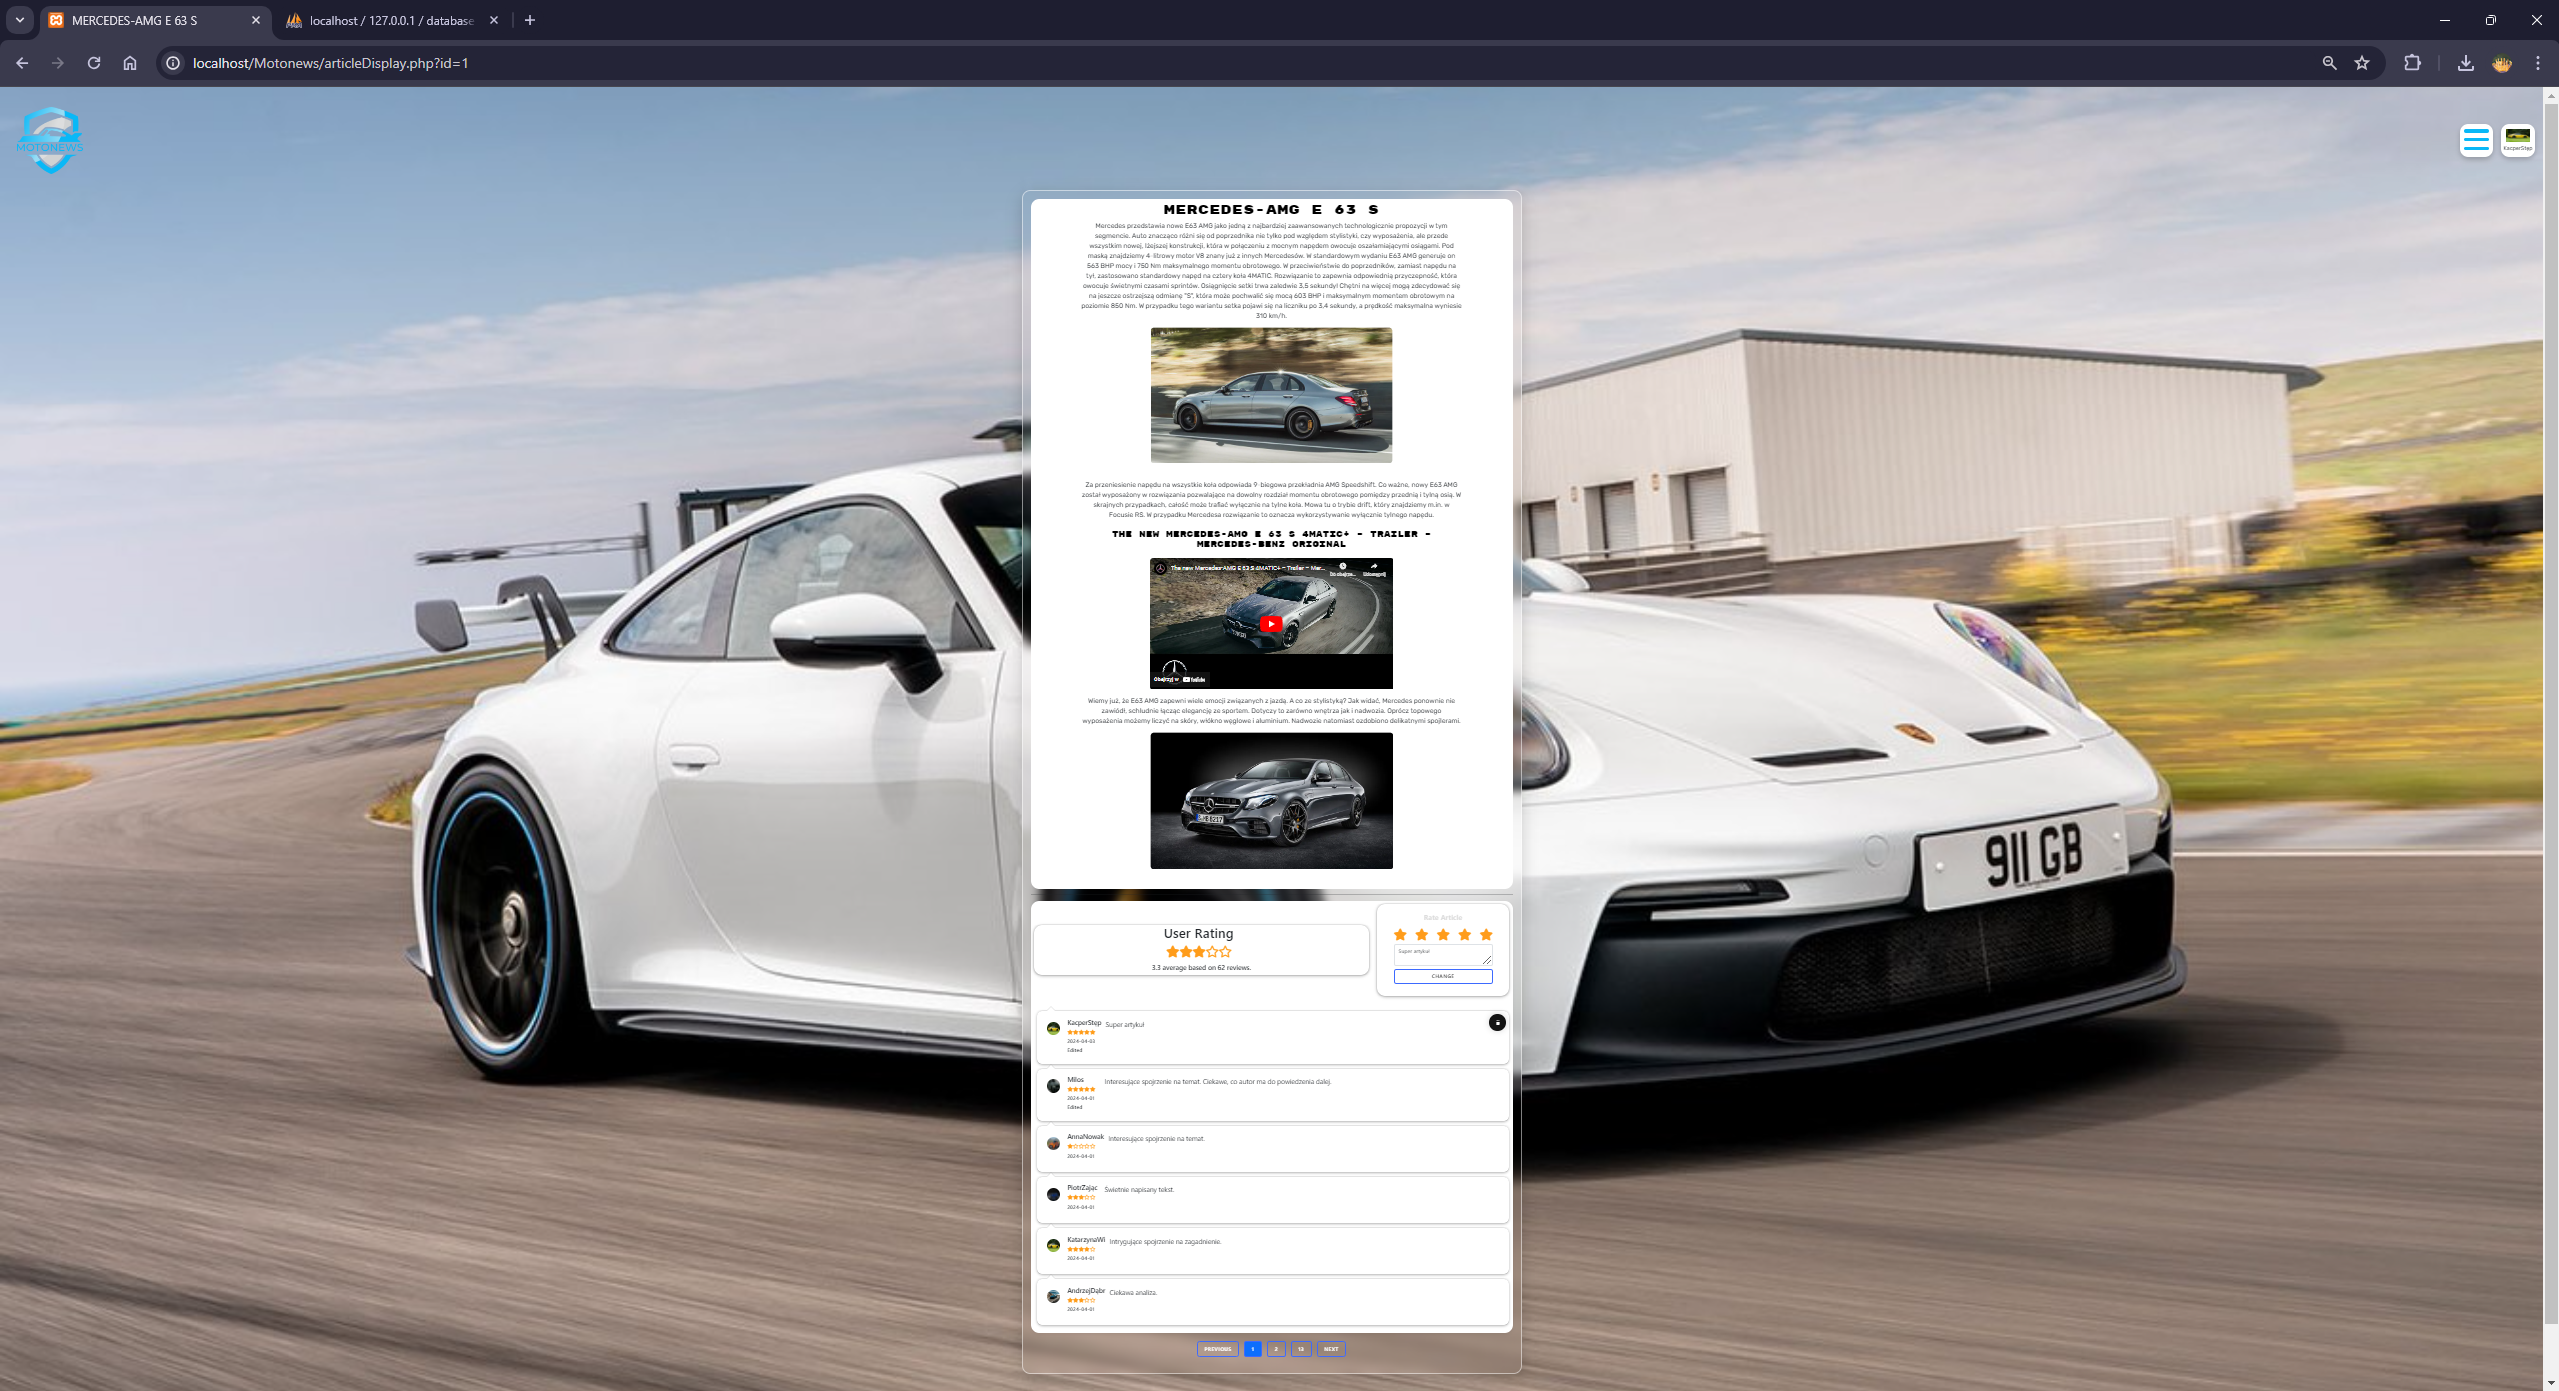 MERCEDES-AMG E 63 S
localhost / 127.0.0.1 / database
localhost/Motonews/articleDisplay.php?id=1
MOTONEWS
KacperStęp
MERCEDES-AMG E 63 S
Mercedes przedstawia nowe E63 AMG jako jedną z najbardziej zaawansowanych technologicznie propozycji w tym
segmencie. Auto znacząco różni się od poprzednika nie tylko pod względem stylistyki, czy wyposażenia, ale przede
wszystkim nowej, lżejszej konstrukcji, która w połączeniu z mocnym napędem owocuje oszałamiającymi osiągami. Pod
maską znajdziemy 4-litrowy motor V8 znany już z innych Mercedesów. W standardowym wydaniu E63 AMG generuje on
563 BHP mocy i 750 Nm maksymalnego momentu obrotowego. W przeciwieństwie do poprzedników, zamiast napędu na
tył, zastosowano standardowy napęd na cztery koła 4MATIC. Rozwiązanie to zapewnia odpowiednią przyczepność, która
owocuje świetnymi czasami sprintów. Osiągnięcie setki trwa zaledwie 3,5 sekundy! Chętni na więcej mogą zdecydować się
na jeszcze ostrzejszą odmianę "S", która może pochwalić się mocą 603 BHP i maksymalnym momentem obrotowym na
poziomie 850 Nm. W przypadku tego wariantu setka pojawi się na liczniku po 3,4 sekundy, a prędkość maksymalna wyniesie
310 km/h.
Za przeniesienie napędu na wszystkie koła odpowiada 9-biegowa przekładnia AMG Speedshift. Co ważne, nowy E63 AMG
został wyposażony w rozwiązania pozwalające na dowolny rozdział momentu obrotowego pomiędzy przednią i tylną osią. W
skrajnych przypadkach, całość może trafiać wyłącznie na tylne koła. Mowa tu o trybie drift, który znajdziemy m.in. w
Focusie RS. W przypadku Mercedesa rozwiązanie to oznacza wykorzystywanie wyłącznie tylnego napędu.
THE NEW MERCEDES-AMG E 63 S 4MATIC+ – TRAILER –
MERCEDES-BENZ ORIGINAL
The new Mercedes-AMG E 63 S 4MATIC+ – Trailer – Mer...
Do obejrze...
Udostępnij
Obejrzyj w YouTube
Wiemy już, że E63 AMG zapewni wiele emocji związanych z jazdą. A co ze stylistyką? Jak widać, Mercedes ponownie nie
zawiódł, schludnie łącząc elegancję ze sportem. Dotyczy to zarówno wnętrza jak i nadwozia. Oprócz topowego
wyposażenia możemy liczyć na skóry, włókno węglowe i aluminium. Nadwozie natomiast ozdobiono delikatnymi spojlerami.
911 GB
User Rating
3.3 average based on 62 reviews.
Rate Article
Super artykuł
CHANGE
KacperStęp Super artykuł
2024-04-03
Edited
Milos Interesujące spojrzenie na temat. Ciekawe, co autor ma do powiedzenia dalej.
2024-04-01
Edited
AnnaNowak Interesujące spojrzenie na temat.
2024-04-01
PiotrZając Świetnie napisany tekst.
2024-04-01
KatarzynaWi Intrygujące spojrzenie na zagadnienie.
2024-04-01
AndrzejDąbr Ciekawa analiza.
2024-04-01
PREVIOUS 1 2 13 NEXT